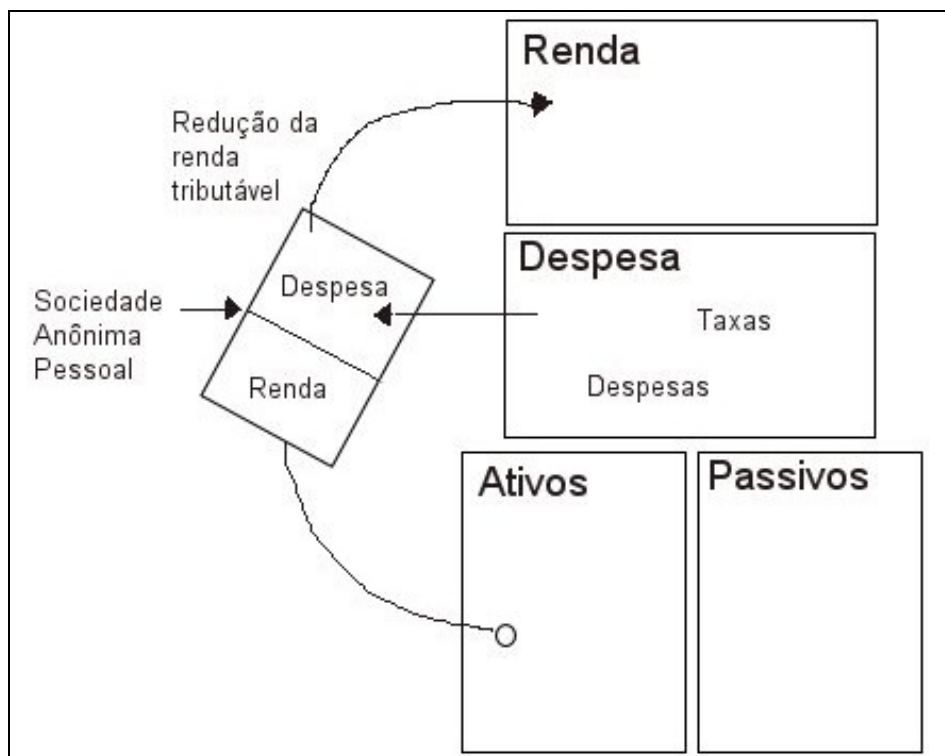 Renda
Redução da
renda
tributável
Despesa
Taxas
Despesas
Despesa
Sociedade
Anônima
Pessoal
Renda
Ativos
Passivos